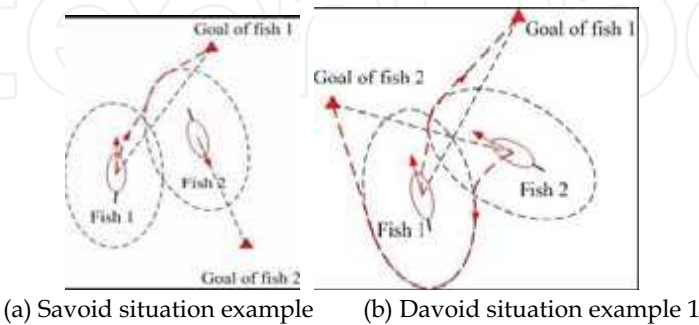 Goal of fish 1
Fish 2
Fish 1
Goal of fish 2
Goal of fish 1
Goal of fish 2
Fish 2
Fish 1
(a) Savoid situation example
(b) Davoid situation example 1